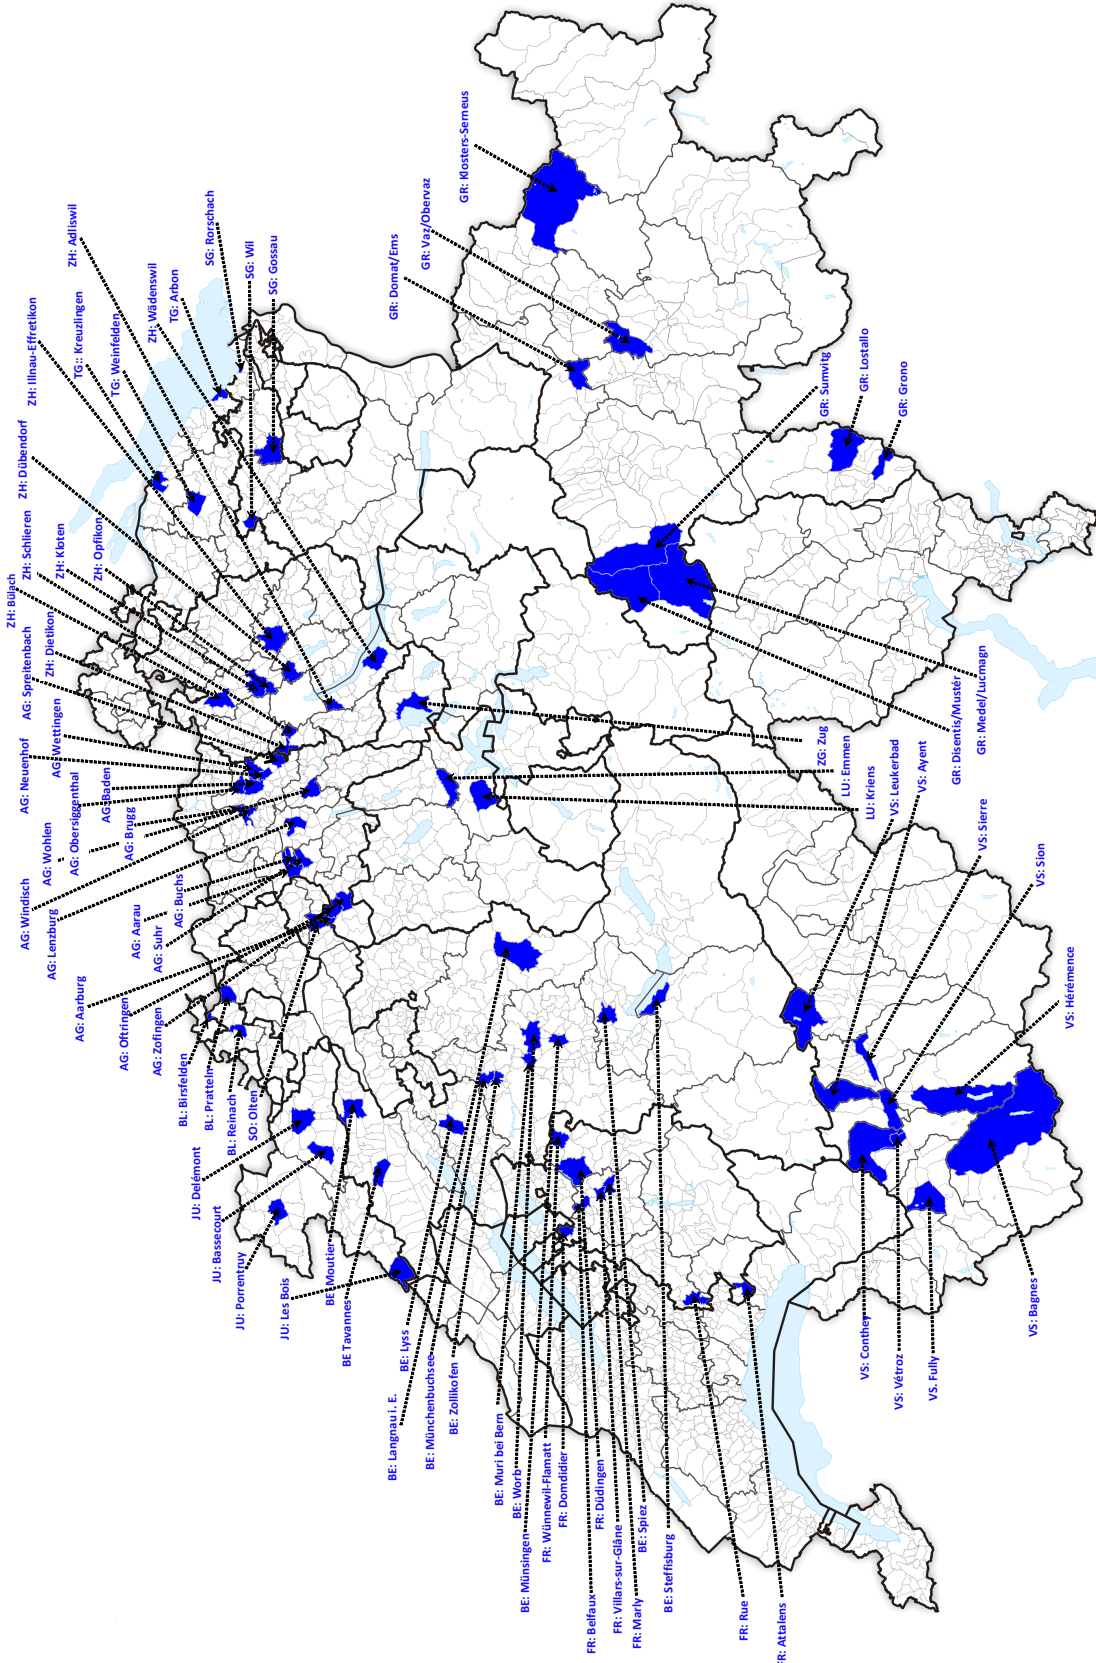 ZH: Illnau-Effretikon
TG:: Kreuzlingen
ZH: Adliswil
TG: Weinfelden
ZH: Wädenswil
TG: Arbon
SG: Rorschach
SG: Wil
SG: Gossau
ZH: Dübendorf
ZH: Bülach
ZH: Schlieren
ZH: Kloten
ZH: Opfikon
AG: Spreitenbach
ZH: Dietikon
AG: Neuenhof
AG:Wettingen
AG: Obersiggenthal
AG: Baden
AG: Wohlen
AG: Brugg
AG: Windisch
AG: Lenzburg
AG: Aarau
AG: Suhr
AG: Buchs
AG: Aarburg
AG: Oftringen
AG: Zofingen
BL: Birsfelden
BL: Pratteln
BL: Reinach
SO: Olten
JU: Delémont
JU: Bassecourt
JU: Porrentruy
JU: Les Bois
BE: Moutier
BE Tavannes
BE: Lyss
BE: Langnau i. E.
BE: Münchenbuchsee
BE: Zollikofen
BE: Muri bei Bern
BE: Worb
BE: Münsingen
FR: Wünnewil-Flamatt
FR: Domdidier
FR: Belfaux
FR: Düdingen
FR: Villars-sur-Glâne
FR: Marly
BE: Spiez
BE: Steffisburg
FR: Rue
FR: Attalens
GR: Klosters-Serneus
GR: Vaz/Obervaz
GR: Domat/Ems
GR: Sumvitg
GR: Lostallo
GR: Grono
GR: Medel/Lucmagn
GR: Disentis/Mustér
ZG: Zug
LU: Emmen
LU: Kriens
VS: Leukerbad
VS: Ayent
VS: Sierre
VS: Sion
VS: Hérémence
VS: Bagnes
VS. Fully
VS: Vétroz
VS: Conthey